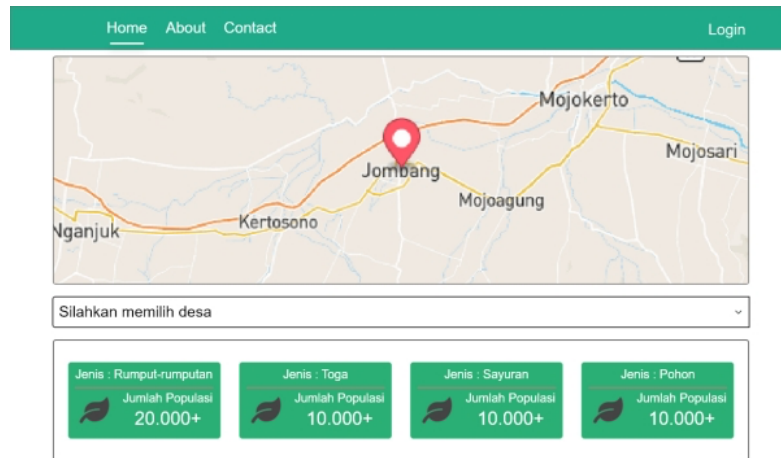 Home About Contact Login
Mojokerto
Mojosari
Jombang
Mojoagung
Kertosono
Nganjuk
Silahkan memilih desa
Jenis : Rumput-rumputan
Jumlah Populasi
20.000+
Jenis : Toga
Jumlah Populasi
10.000+
Jenis : Sayuran
Jumlah Populasi
10.000+
Jenis : Pohon
Jumlah Populasi
10.000+